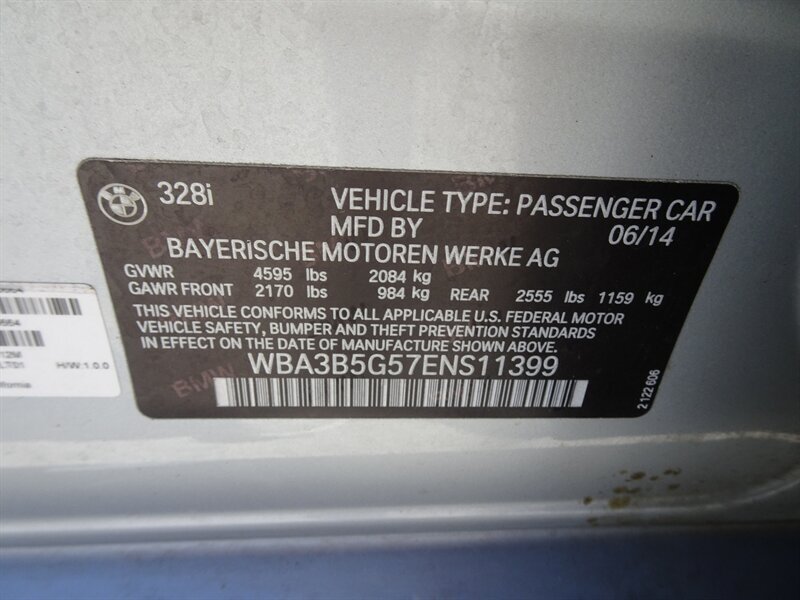 328i
VEHICLE TYPE: PASSENGER CAR
MFD BY 06/14
BAYERISCHE MOTOREN WERKE AG
GVWR 4595 lbs 2084 kg
GAWR FRONT 2170 lbs 984 kg REAR 2555 lbs 1159 kg
THIS VEHICLE CONFORMS TO ALL APPLICABLE U.S. FEDERAL MOTOR
VEHICLE SAFETY, BUMPER AND THEFT PREVENTION STANDARDS
IN EFFECT ON THE DATE OF MANUFACTURE SHOWN ABOVE.
WBA3B5G57ENS11399
2 122 606
BMW
H/W:1.0.0